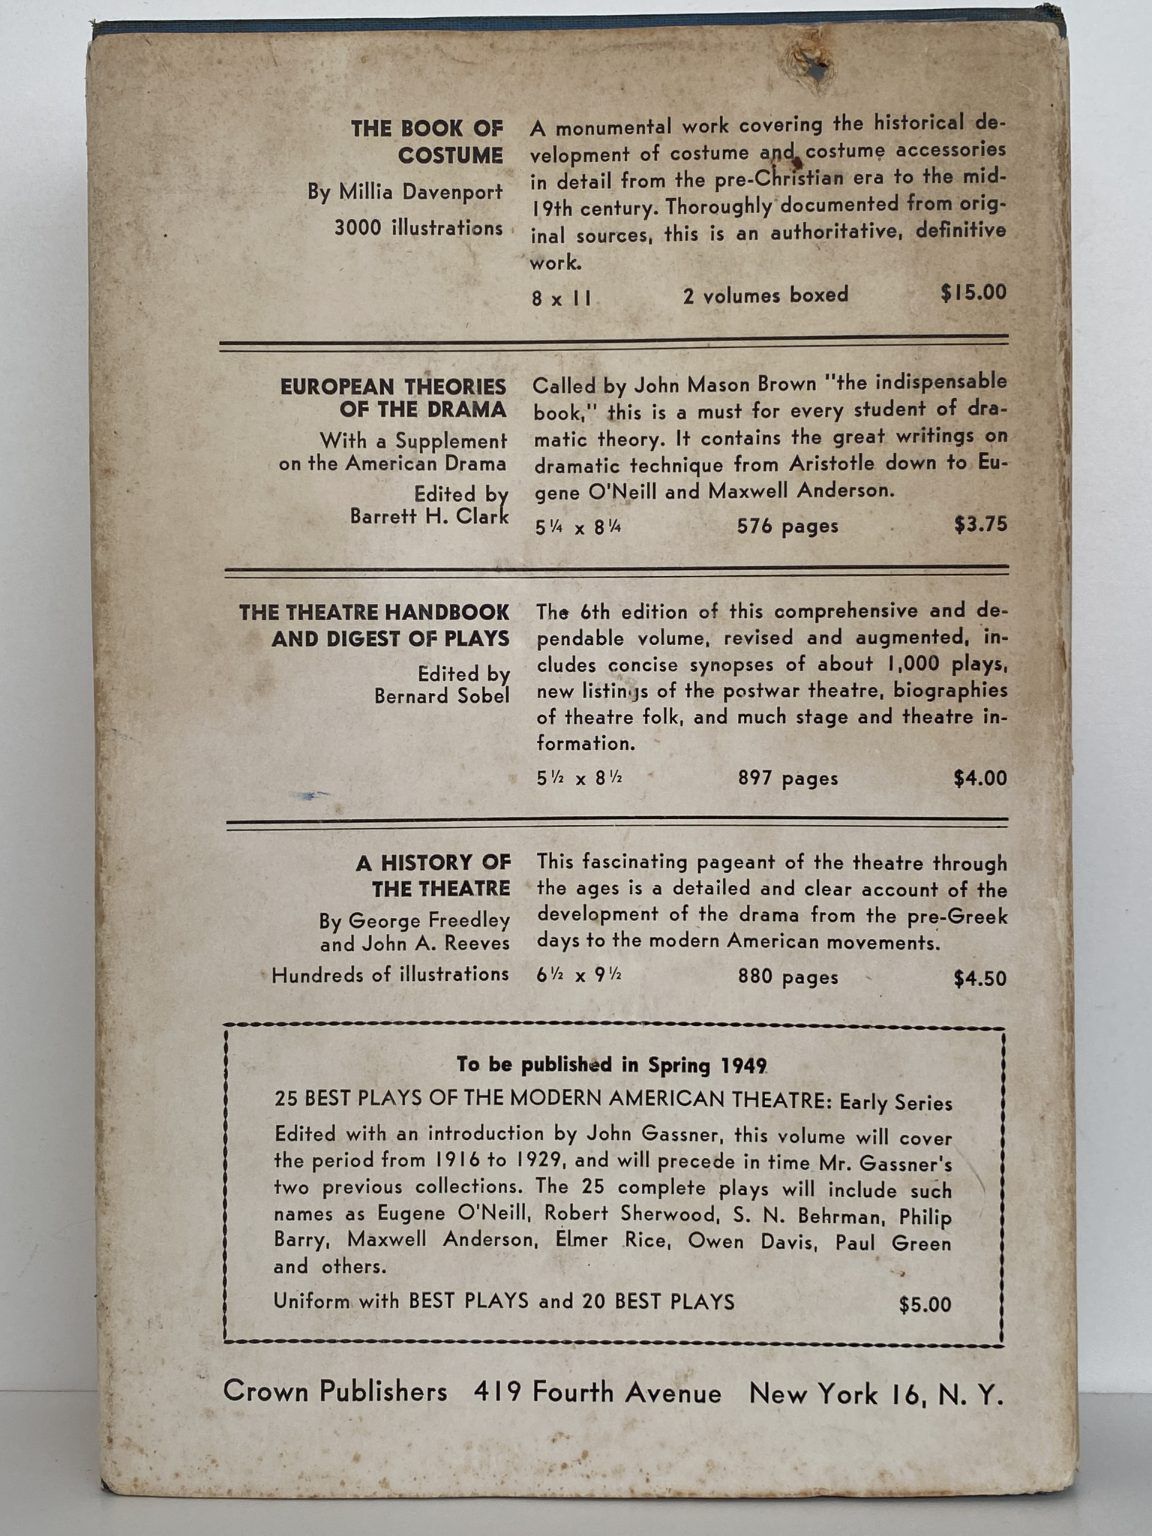 THE BOOK OF
COSTUME
By Millia Davenport
3000 illustrations
A monumental work covering the historical de-
velopment of costume and costume accessories
in detail from the pre-Christian era to the mid-
19th century. Thoroughly documented from orig-
inal sources, this is an authoritative, definitive
work.
8 x 11 2 volumes boxed $15.00
EUROPEAN THEORIES
OF THE DRAMA
With a Supplement
on the American Drama
Edited by
Barrett H. Clark
Called by John Mason Brown "the indispensable
book," this is a must for every student of dra-
matic theory. It contains the great writings on
dramatic technique from Aristotle down to Eu-
gene O'Neill and Maxwell Anderson.
5¼ x 8¼ 576 pages $3.75
THE THEATRE HANDBOOK
AND DIGEST OF PLAYS
Edited by
Bernard Sobel
The 6th edition of this comprehensive and de-
pendable volume, revised and augmented, in-
cludes concise synopses of about 1,000 plays,
new listings of the postwar theatre, biographies
of theatre folk, and much stage and theatre in-
formation.
5½ x 8½ 897 pages $4.00
A HISTORY OF
THE THEATRE
By George Freedley
and John A. Reeves
Hundreds of illustrations
This fascinating pageant of the theatre through
the ages is a detailed and clear account of the
development of the drama from the pre-Greek
days to the modern American movements.
6½ x 9½ 880 pages $4.50
To be published in Spring 1949
25 BEST PLAYS OF THE MODERN AMERICAN THEATRE: Early Series
Edited with an introduction by John Gassner, this volume will cover
the period from 1916 to 1929, and will precede in time Mr. Gassner's
two previous collections. The 25 complete plays will include such
names as Eugene O'Neill, Robert Sherwood, S. N. Behrman, Philip
Barry, Maxwell Anderson, Elmer Rice, Owen Davis, Paul Green
and others.
Uniform with BEST PLAYS and 20 BEST PLAYS $5.00
Crown Publishers 419 Fourth Avenue New York 16, N. Y.